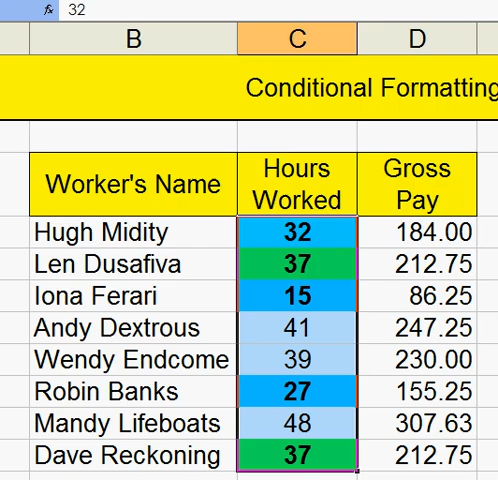 fx 32
B C D
Conditional Formatting
Worker's Name Hours Worked Gross Pay
Hugh Midity 32 184.00
Len Dusafiva 37 212.75
Iona Ferari 15 86.25
Andy Dextrous 41 247.25
Wendy Endcome 39 230.00
Robin Banks 27 155.25
Mandy Lifeboats 48 307.63
Dave Reckoning 37 212.75